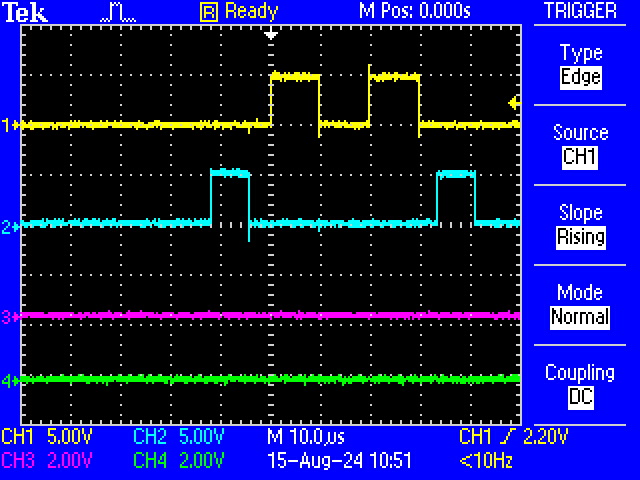 Tek R Ready M Pos: 0.000s TRIGGER
Type
Edge
1
Source
CH1
2
Slope
Rising
3
Mode
Normal
4
Coupling
DC
CH1 5.00V CH2 5.00V M 10.0µs CH1 2.20V
CH3 2.00V CH4 2.00V 15-Aug-24 10:51 <10Hz